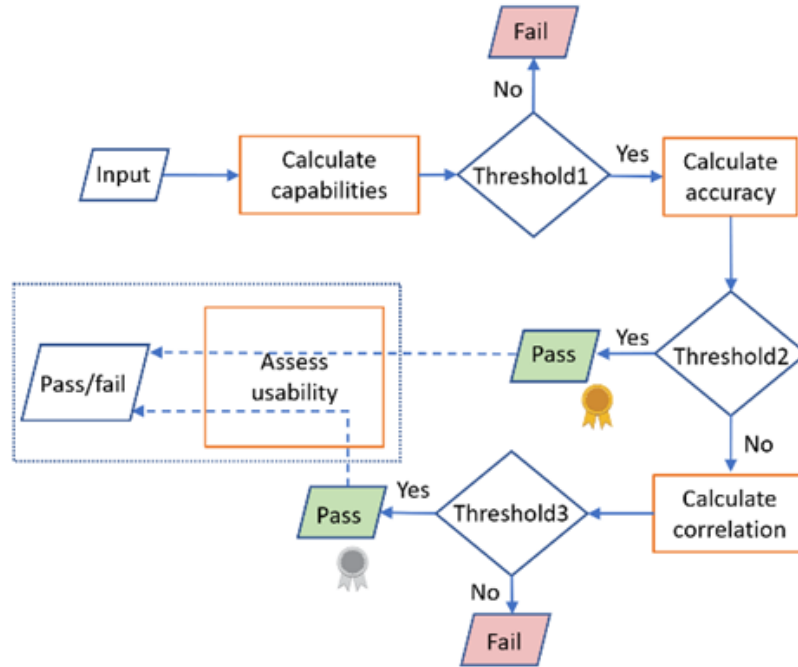 Fail
No
Input
Calculate
capabilities
Threshold1
Yes
Calculate
accuracy
Pass/fail
Assess
usability
Pass
Yes
Threshold2
No
Pass
Yes
Threshold3
Calculate
correlation
No
Fail